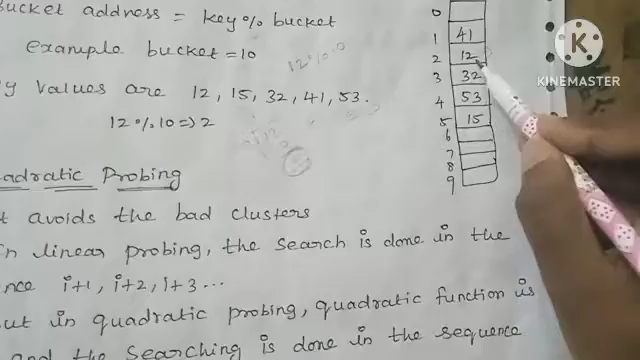 Bucket address = key % bucket
example bucket = 10
12%10
values are 12, 15, 32, 41, 53.
12 % 10 => 2
0
1 41
2 12
3 32
4 53
5 15
6
7
8
9
K
KINEMASTER
Probing
avoids the bad clusters
In linear probing, the search is done in the
i+1, i+2, i+3 ...
But in quadratic probing, quadratic function is
and the searching is done in the sequence